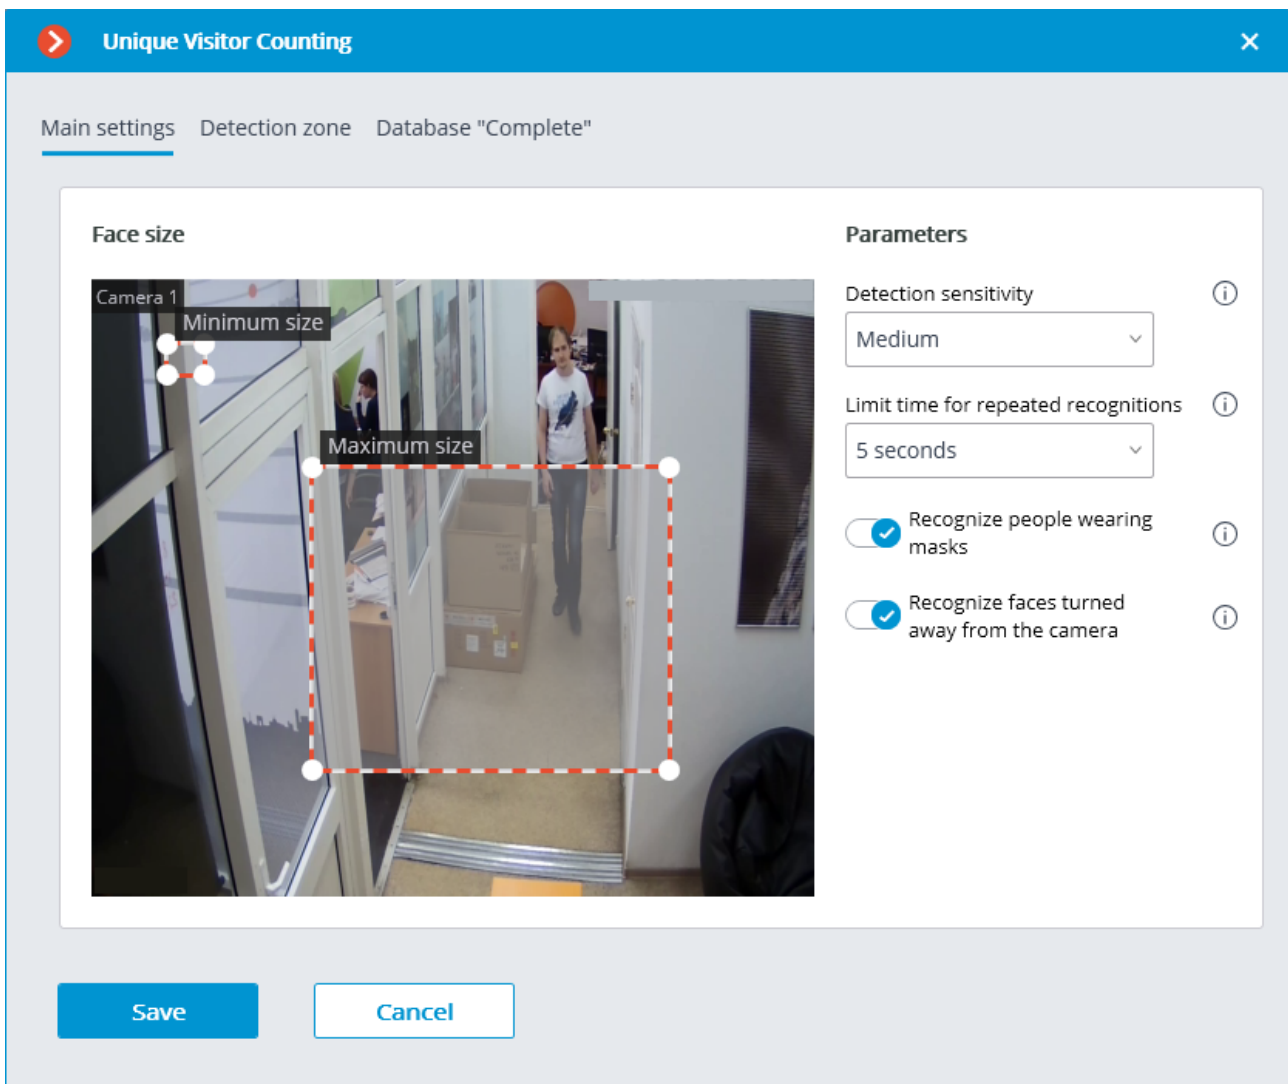 Unique Visitor Counting
Main settings Detection zone Database "Complete"
Face size
Camera 1
Minimum size
Maximum size
Parameters
Detection sensitivity
Medium
Limit time for repeated recognitions
5 seconds
Recognize people wearing
masks
Recognize faces turned
away from the camera
Save Cancel